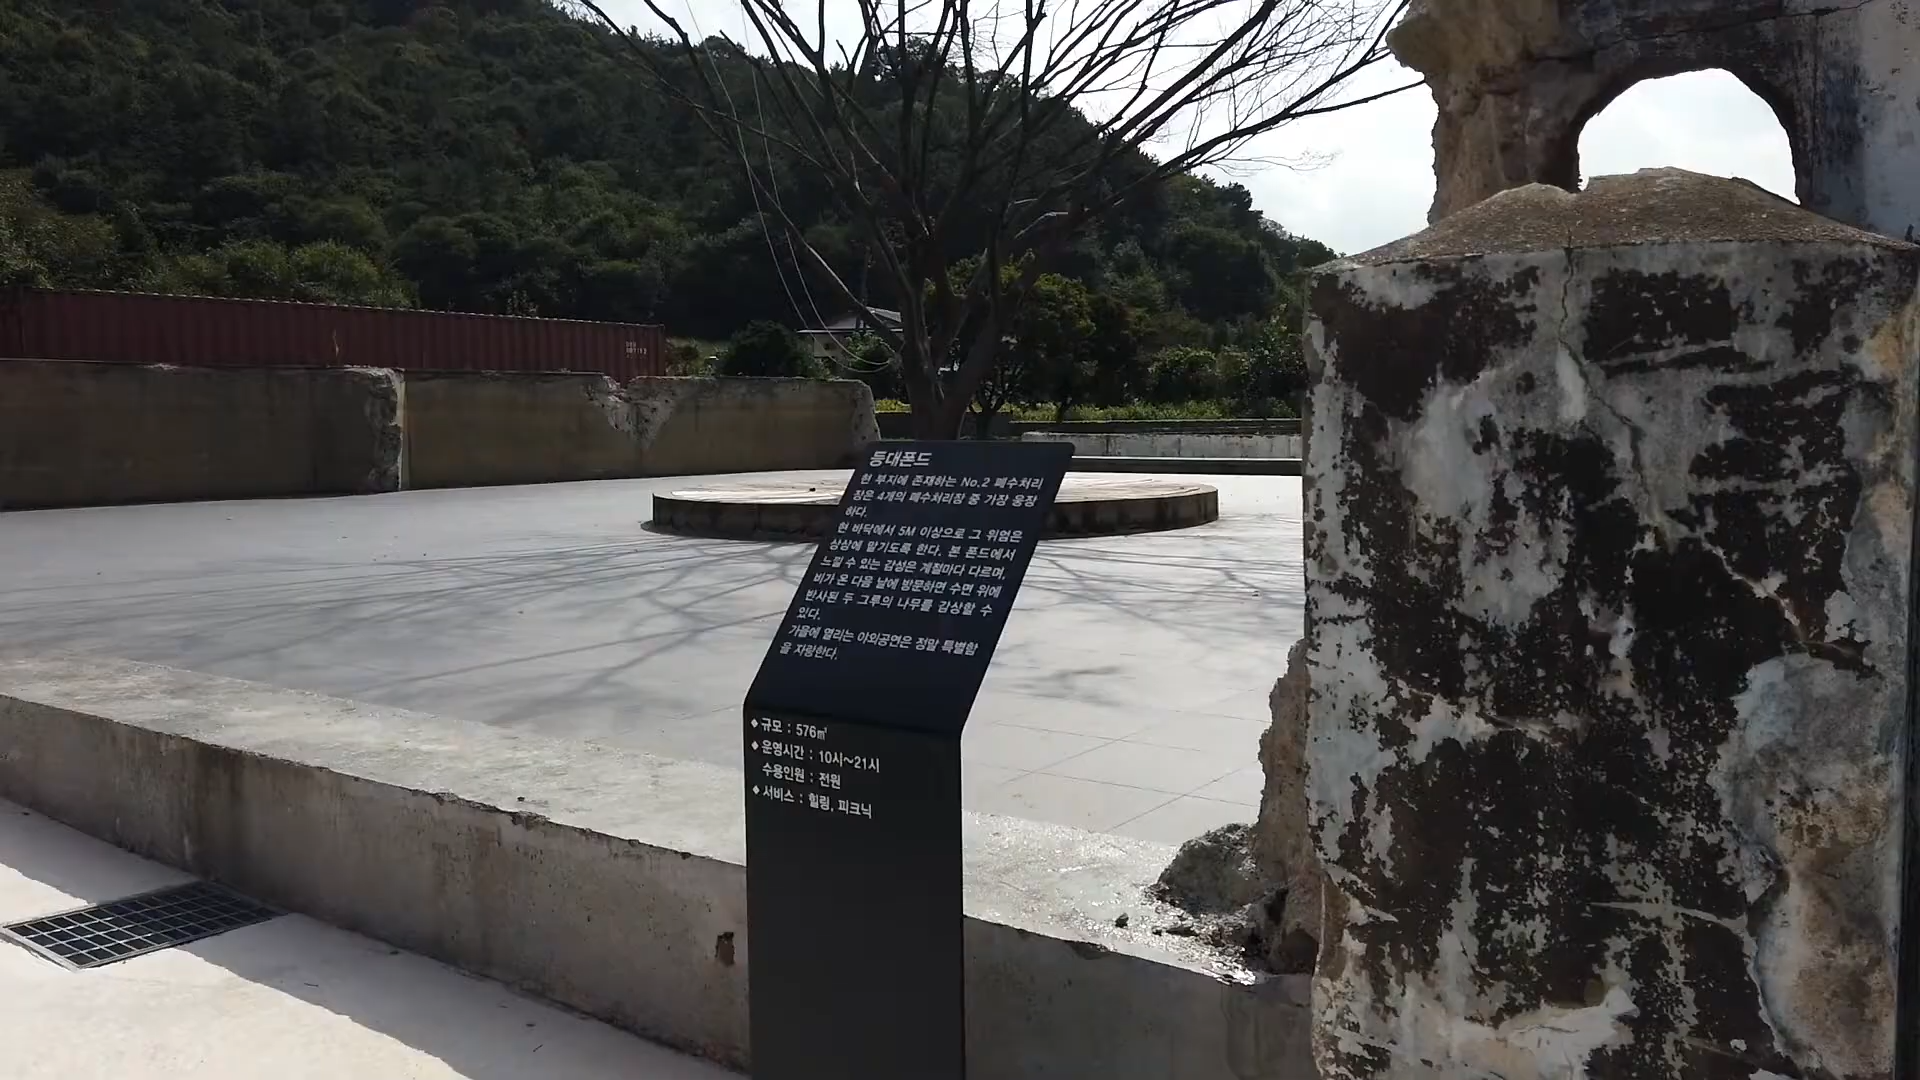 등대폰드
현 부지에 존재하는 No.2 폐수처리
장은 4개의 폐수처리장 중 가장 웅장
하다.
현 바닥에서 5M 이상으로 그 위엄은
상상에 맡기도록 한다. 본 폰드에서
느낄 수 있는 감성은 계절마다 다르며,
비가 온 다음 날에 방문하면 수면 위에
반사된 두 그루의 나무를 감상할 수
있다.
가을에 열리는 야외공연은 정말 특별함
을 자랑한다.
◆ 규모 : 576㎡
◆ 운영시간 : 10시~21시
수용인원 : 전원
◆ 서비스 : 힐링, 피크닉